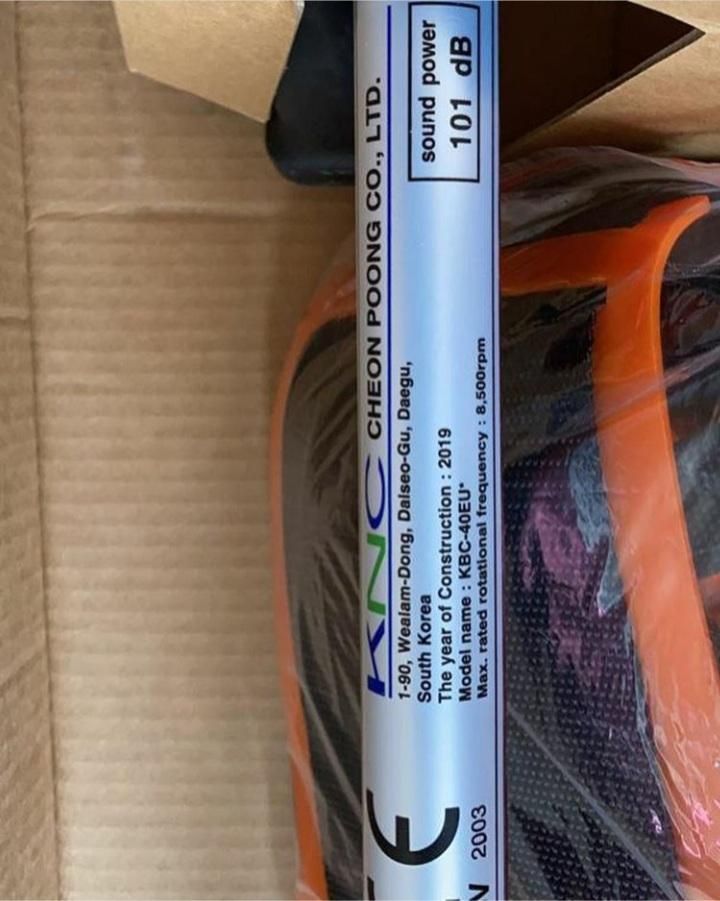 KNC CHEON POONG CO., LTD.
1-90, Wealam-Dong, Dalseo-Gu, Daegu,
South Korea
The year of Construction : 2019
Model name : KBC-40EU*
Max. rated rotational frequency : 8,500rpm
sound power
101 dB
CE
2003